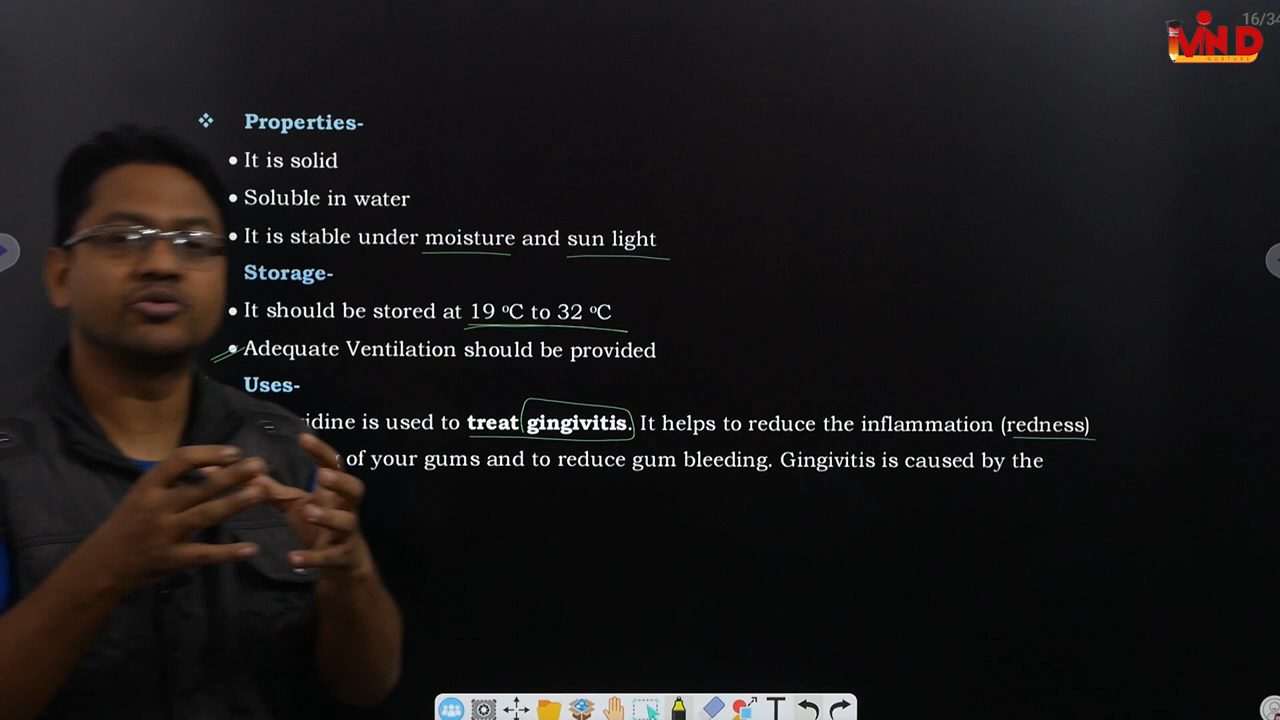 16/34
MIND
NURTURE
❖ Properties-
• It is solid
• Soluble in water
• It is stable under moisture and sun light
Storage-
• It should be stored at 19 ºC to 32 ºC
• Adequate Ventilation should be provided
Uses-
idine is used to treat gingivitis. It helps to reduce the inflammation (redness)
of your gums and to reduce gum bleeding. Gingivitis is caused by the
T